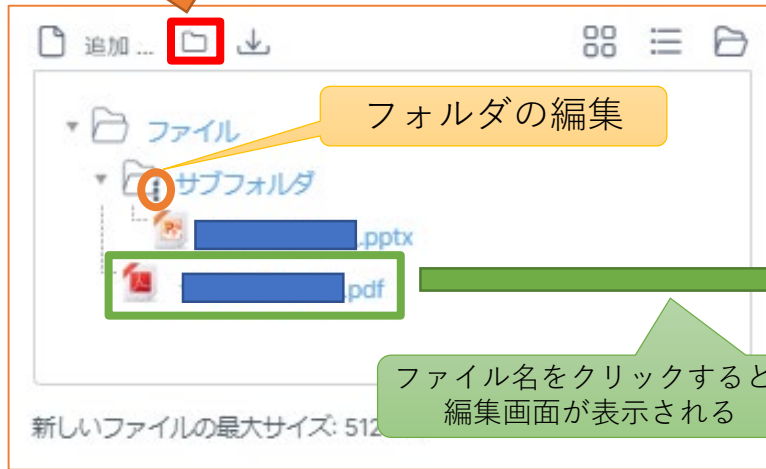 追加 ...
フォルダの編集
ファイル
サブフォルダ
.pptx
.pdf
ファイル名をクリックすると
編集画面が表示される
新しいファイルの最大サイズ: 512